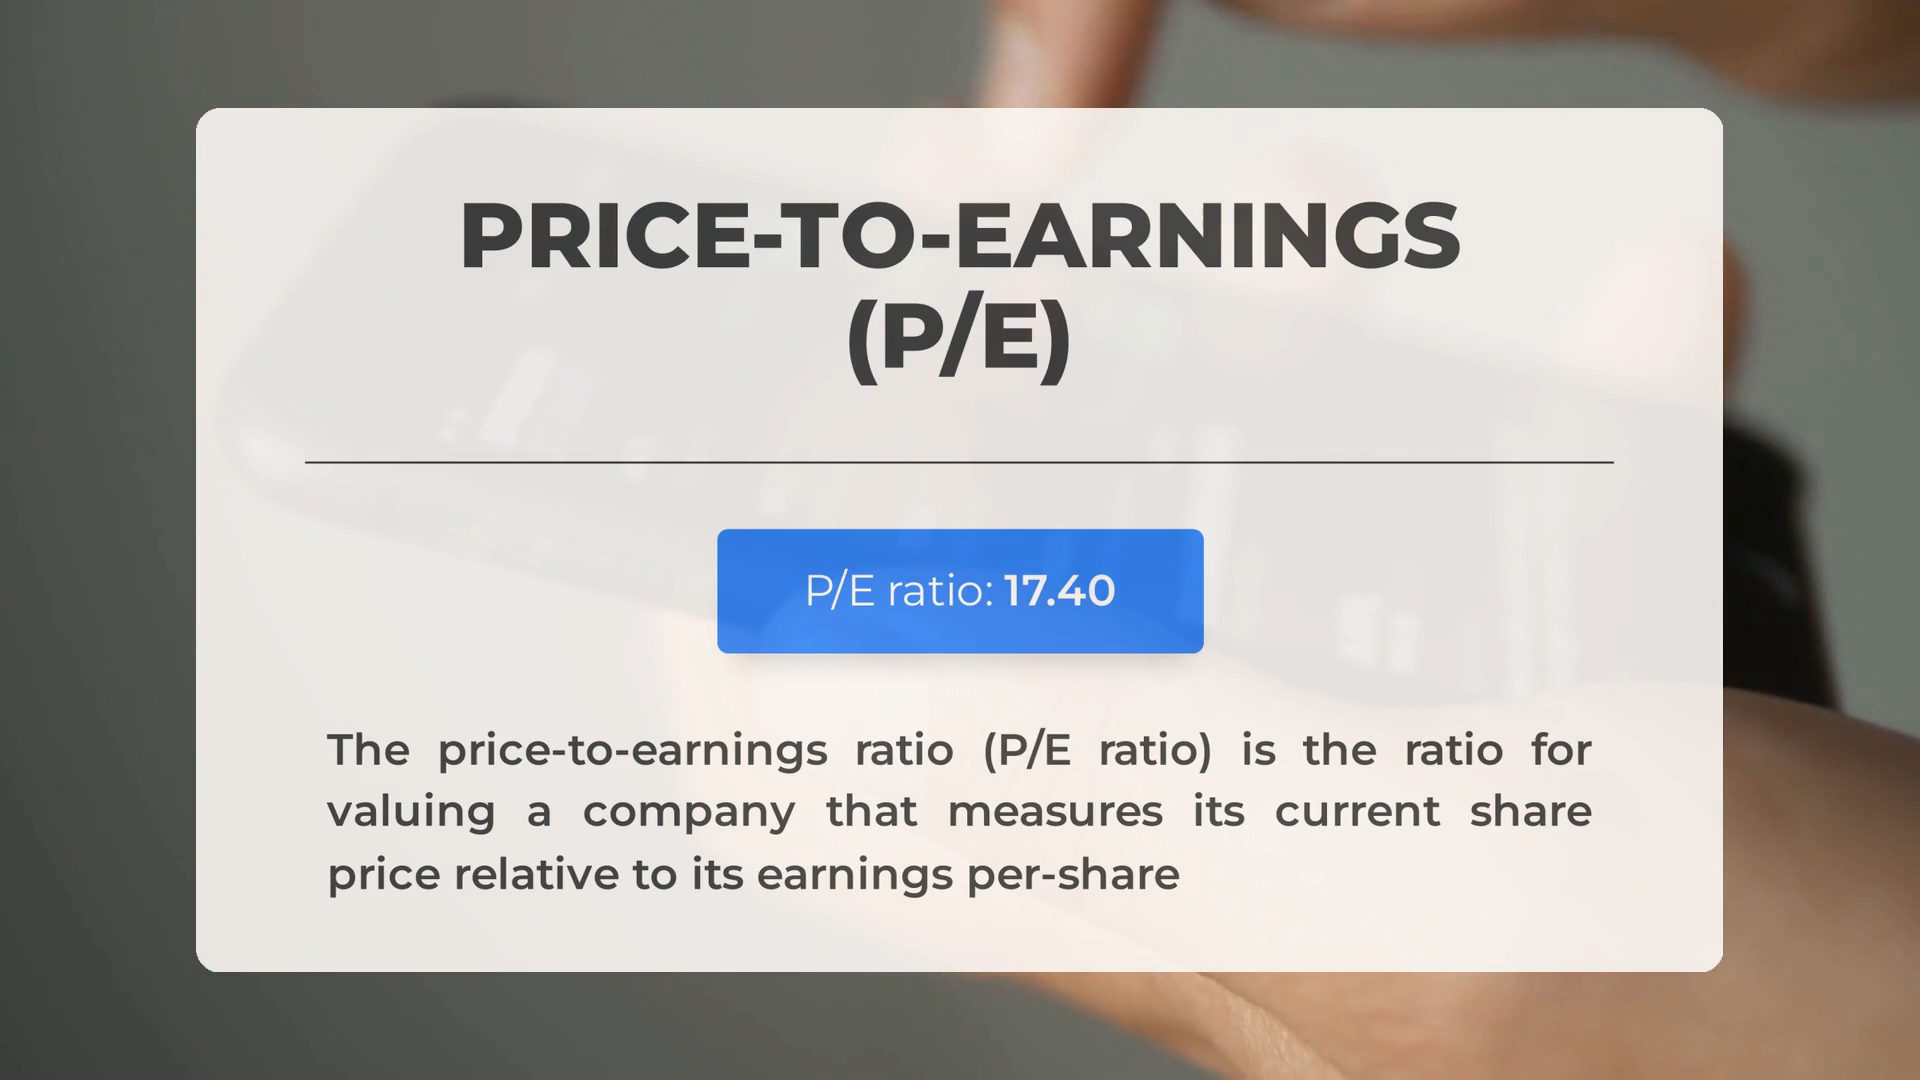 PRICE-TO-EARNINGS
(P/E)
P/E ratio: 17.40
The price-to-earnings ratio (P/E ratio) is the ratio for
valuing a company that measures its current share
price relative to its earnings per-share